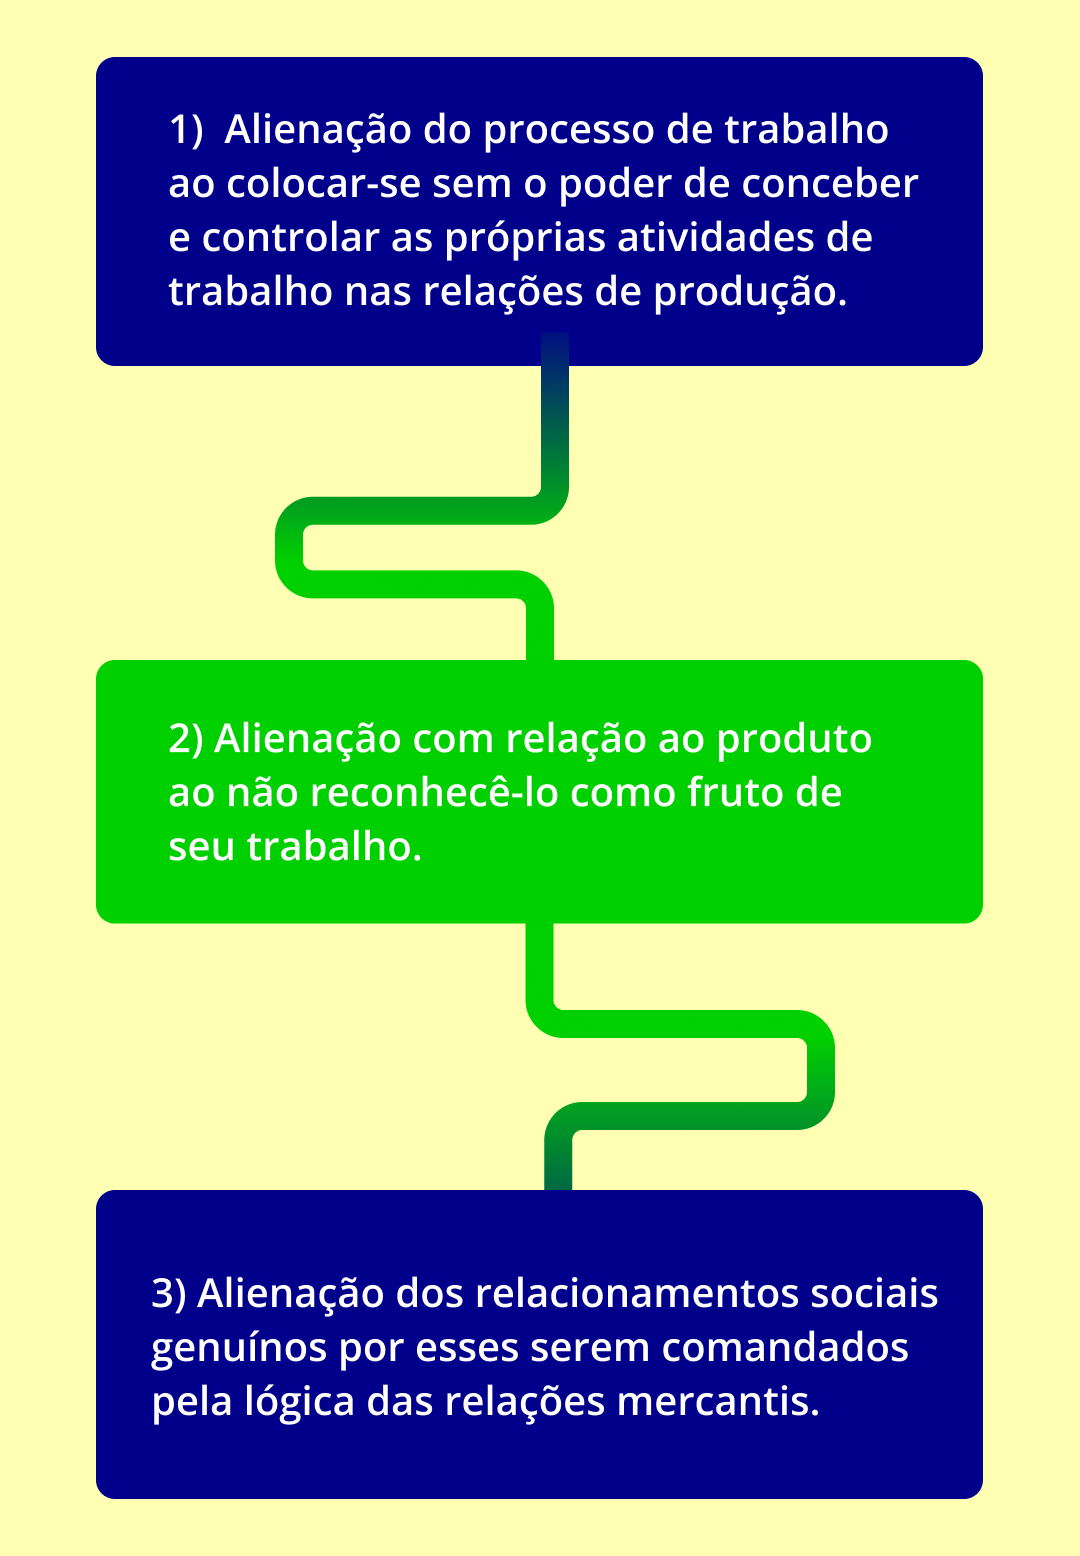 1)  Alienação do processo de trabalho
ao colocar-se sem o poder de conceber
e controlar as próprias atividades de
trabalho nas relações de produção.
2) Alienação com relação ao produto
ao não reconhecê-lo como fruto de
seu trabalho.
3) Alienação dos relacionamentos sociais
genuínos por esses serem comandados
pela lógica das relações mercantis.